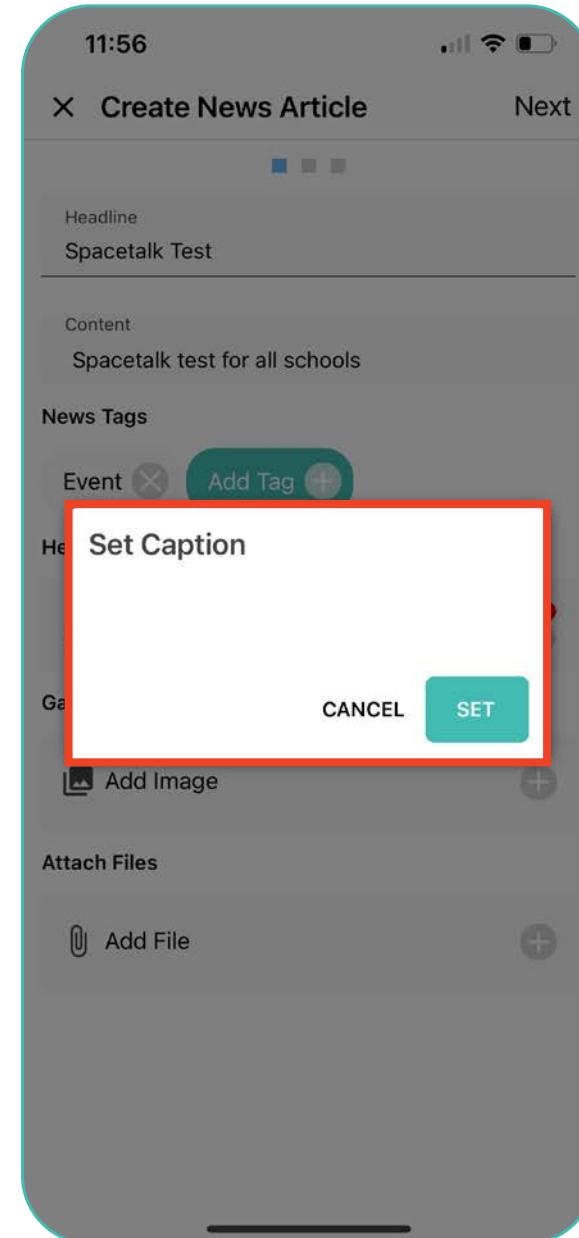 11:56
Create News Article Next
Headline
Spacetalk Test
Content
Spacetalk test for all schools
News Tags
Event Add Tag
Set Caption
CANCEL SET
Add Image
Attach Files
Add File